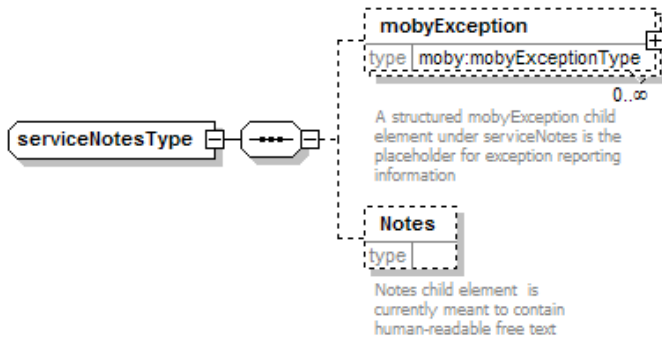 mobyException
type moby:mobyExceptionType
0..∞
A structured mobyException child
element under serviceNotes is the
placeholder for exception reporting
information
serviceNotesType
Notes
type
Notes child element is
currently meant to contain
human-readable free text